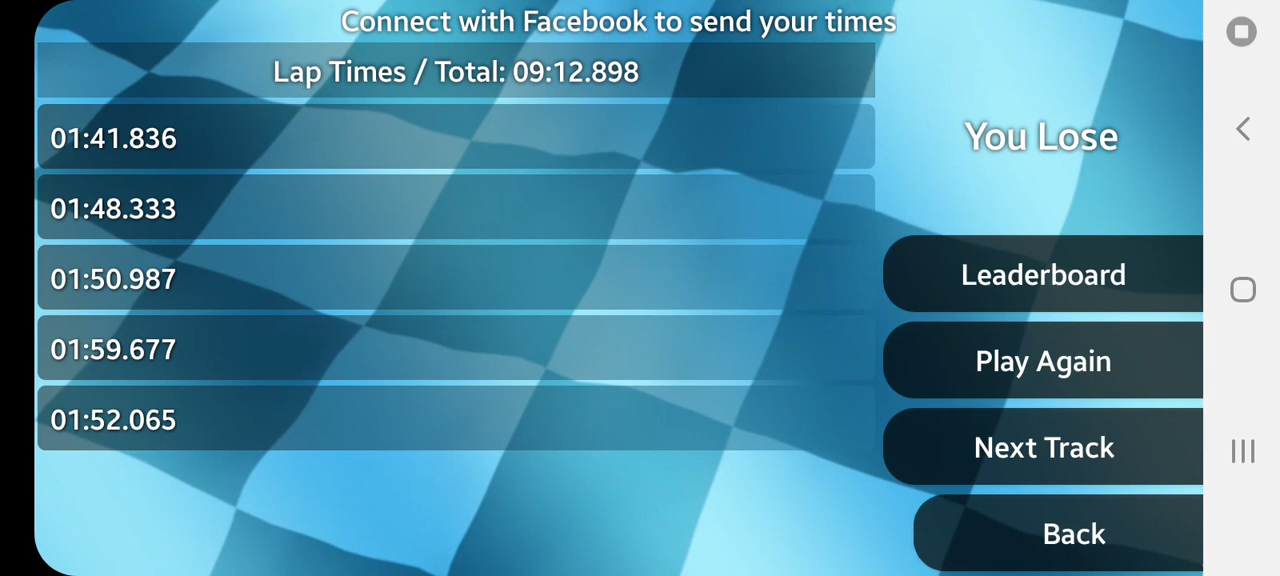 Connect with Facebook to send your times
Lap Times / Total: 09:12.898
01:41.836
01:48.333
01:50.987
01:59.677
01:52.065
You Lose
Leaderboard
Play Again
Next Track
Back